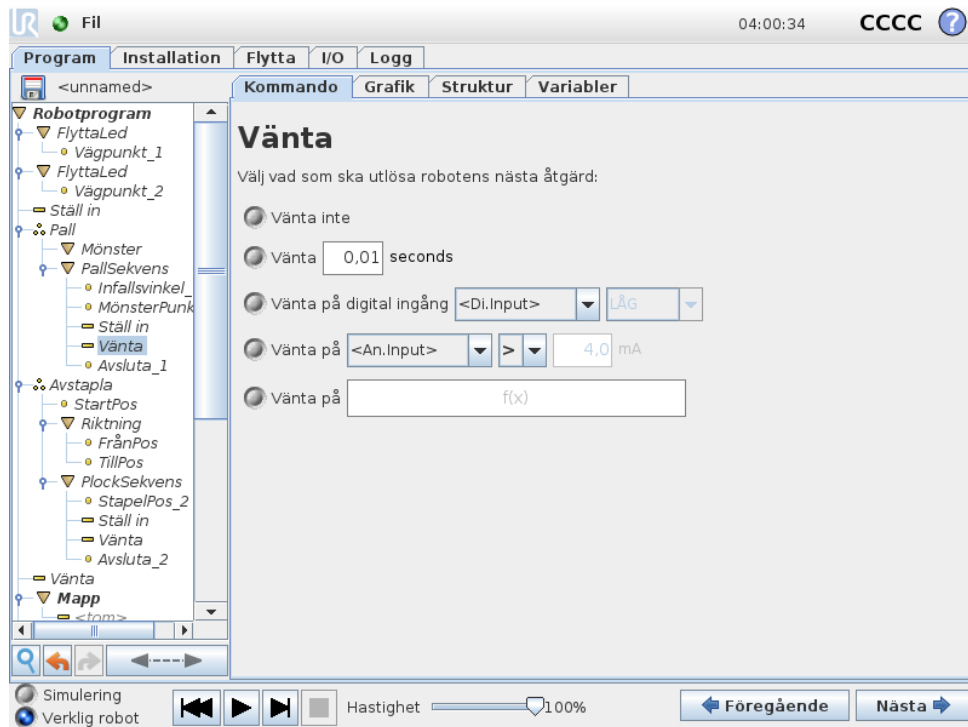 UR Fil 04:00:34 CCCC ?
Program Installation Flytta I/O Logg
<unnamed> Kommando Grafik Struktur Variabler
Robotprogram
FlyttaLed
Vägpunkt_1
FlyttaLed
Vägpunkt_2
Ställ in
Pall
Mönster
PallSekvens
Infallsvinkel_
MönsterPunk
Ställ in
Vänta
Avsluta_1
Avstapla
StartPos
Riktning
FrånPos
TillPos
PlockSekvens
StapelPos_2
Ställ in
Vänta
Avsluta_2
Vänta
Mapp
<tom>
Vänta
Välj vad som ska utlösa robotens nästa åtgärd:
Vänta inte
Vänta 0,01 seconds
Vänta på digital ingång <Di.Input> LÅG
Vänta på <An.Input> > 4,0 mA
Vänta på f(x)
Simulering
Verklig robot
Hastighet 100%
Föregående Nästa